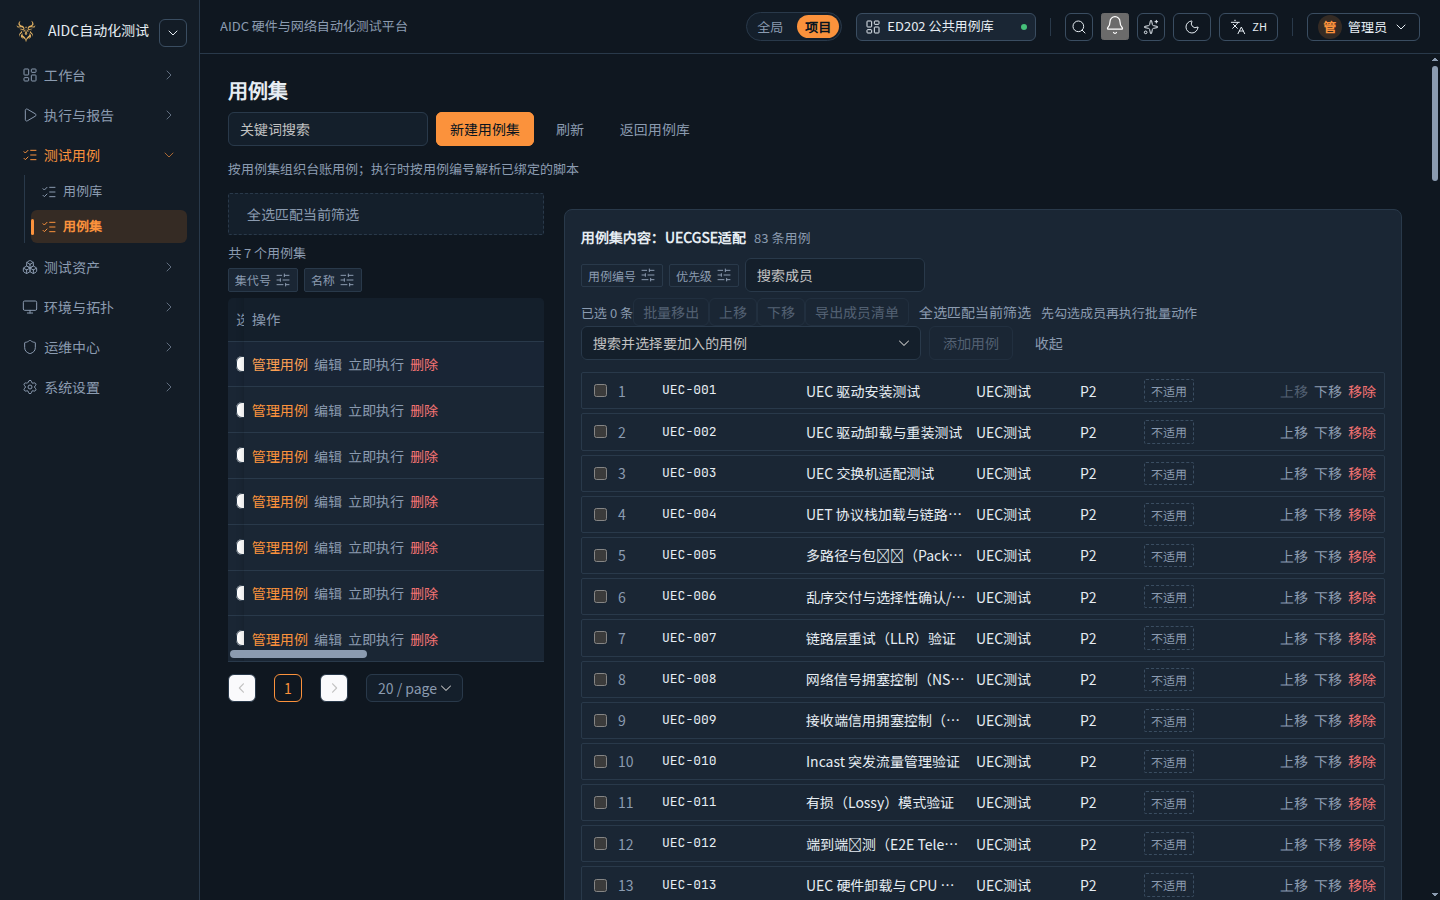 AIDC自动化测试
AIDC 硬件与网络自动化测试平台
全局 项目
ED202 公共用例库
ZH
管 管理员
工作台
执行与报告
测试用例
用例库
用例集
测试资产
环境与拓扑
运维中心
系统设置
用例集
关键词搜索 新建用例集 刷新 返回用例库
按用例集组织台账用例；执行时按用例编号解析已绑定的脚本
全选匹配当前筛选
共 7 个用例集
集代号 名称
操作
管理用例 编辑 立即执行 删除
管理用例 编辑 立即执行 删除
管理用例 编辑 立即执行 删除
管理用例 编辑 立即执行 删除
管理用例 编辑 立即执行 删除
管理用例 编辑 立即执行 删除
管理用例 编辑 立即执行 删除
1 20 / page
用例集内容：UECGSE适配 83 条用例
用例编号 优先级 搜索成员
已选 0 条 批量移出 上移 下移 导出成员清单 全选匹配当前筛选 先勾选成员再执行批量动作
搜索并选择要加入的用例 添加用例 收起
1 UEC-001 UEC 驱动安装测试 UEC测试 P2 不适用 上移 下移 移除
2 UEC-002 UEC 驱动卸载与重装测试 UEC测试 P2 不适用 上移 下移 移除
3 UEC-003 UEC 交换机适配测试 UEC测试 P2 不适用 上移 下移 移除
4 UEC-004 UET 协议栈加载与链路… UEC测试 P2 不适用 上移 下移 移除
5 UEC-005 多路径与包（Pack… UEC测试 P2 不适用 上移 下移 移除
6 UEC-006 乱序交付与选择性确认/… UEC测试 P2 不适用 上移 下移 移除
7 UEC-007 链路层重试（LLR）验证 UEC测试 P2 不适用 上移 下移 移除
8 UEC-008 网络信号拥塞控制（NS… UEC测试 P2 不适用 上移 下移 移除
9 UEC-009 接收端信用拥塞控制（… UEC测试 P2 不适用 上移 下移 移除
10 UEC-010 Incast 突发流量管理验证 UEC测试 P2 不适用 上移 下移 移除
11 UEC-011 有损（Lossy）模式验证 UEC测试 P2 不适用 上移 下移 移除
12 UEC-012 端到端测（E2E Tele… UEC测试 P2 不适用 上移 下移 移除
13 UEC-013 UEC 硬件卸载与 CPU … UEC测试 P2 不适用 上移 下移 移除